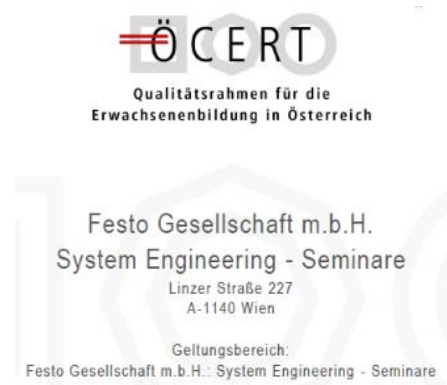 ÖCERT
Qualitätsrahmen für die
Erwachsenenbildung in Österreich
Festo Gesellschaft m.b.H.
System Engineering - Seminare
Linzer Straße 227
A-1140 Wien
Geltungsbereich:
Festo Gesellschaft m.b.H.: System Engineering - Seminare